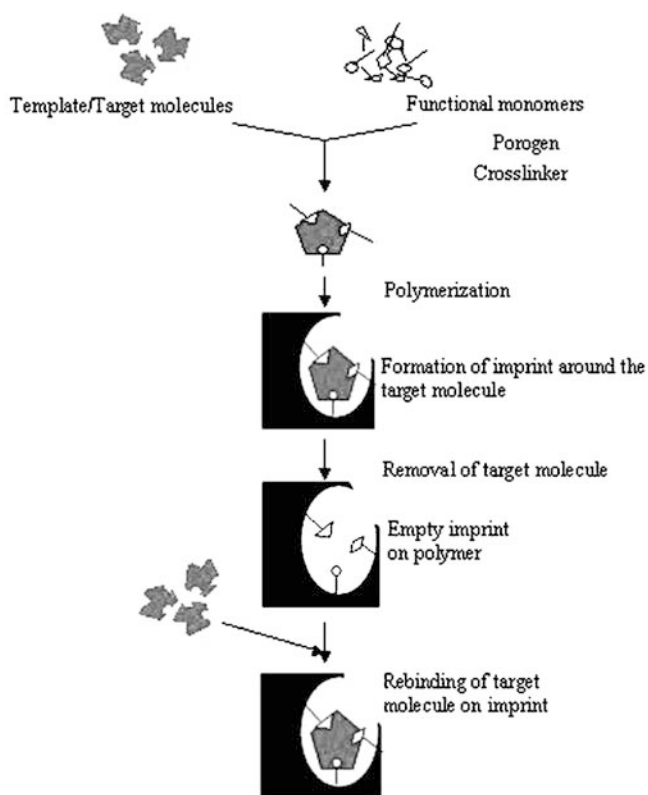 Template/Target molecules
Functional monomers
Porogen
Crosslinker
Polymerization
Formation of imprint around the
target molecule
Removal of target molecule
Empty imprint
on polymer
Rebinding of target
molecule on imprint